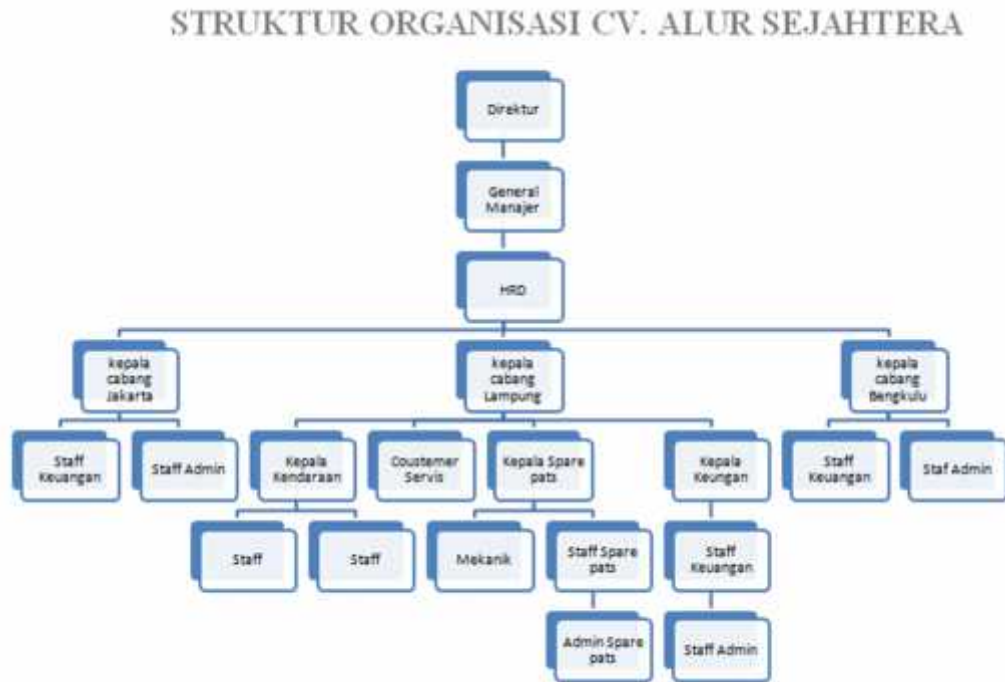 STRUKTUR ORGANISASI CV. ALUR SEJAHTERA
Direktur
General
Manajer
HRD
kepala
cabang
Jakarta
kepala
cabang
Lampung
kepala
cabang
Bengkulu
Staff
Keuangan
Staff Admin
Kepala
Kendaraan
Coustemer
Servis
Kepala Spare
pats
Kepala
Keungan
Staff
Keuangan
Staf Admin
Staff
Staff
Mekanik
Staff Spare
pats
Staff
Keuangan
Admin Spare
pats
Staff Admin